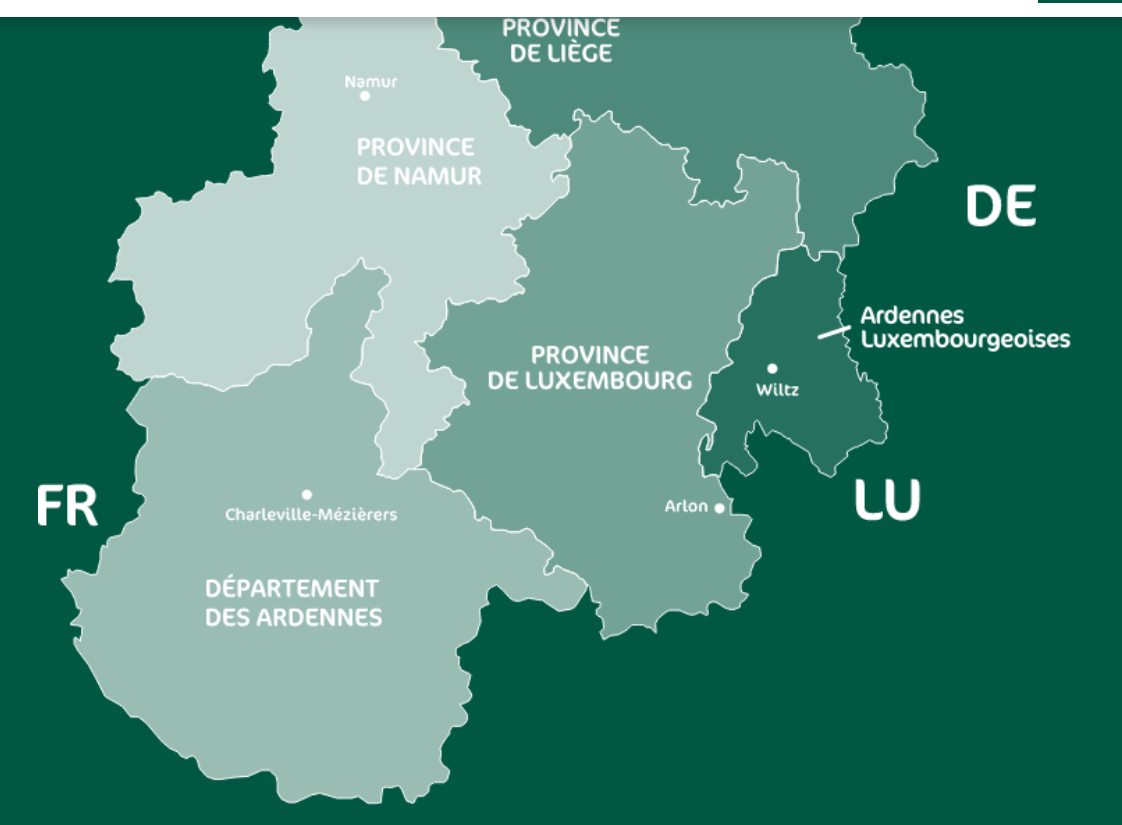 PROVINCE
DE LIÈGE
Namur
PROVINCE
DE NAMUR
DE
Ardennes
Luxembourgeoises
PROVINCE
DE LUXEMBOURG
Wiltz
FR
LU
Charleville-Mézièrers
Arlon
DÉPARTEMENT
DES ARDENNES